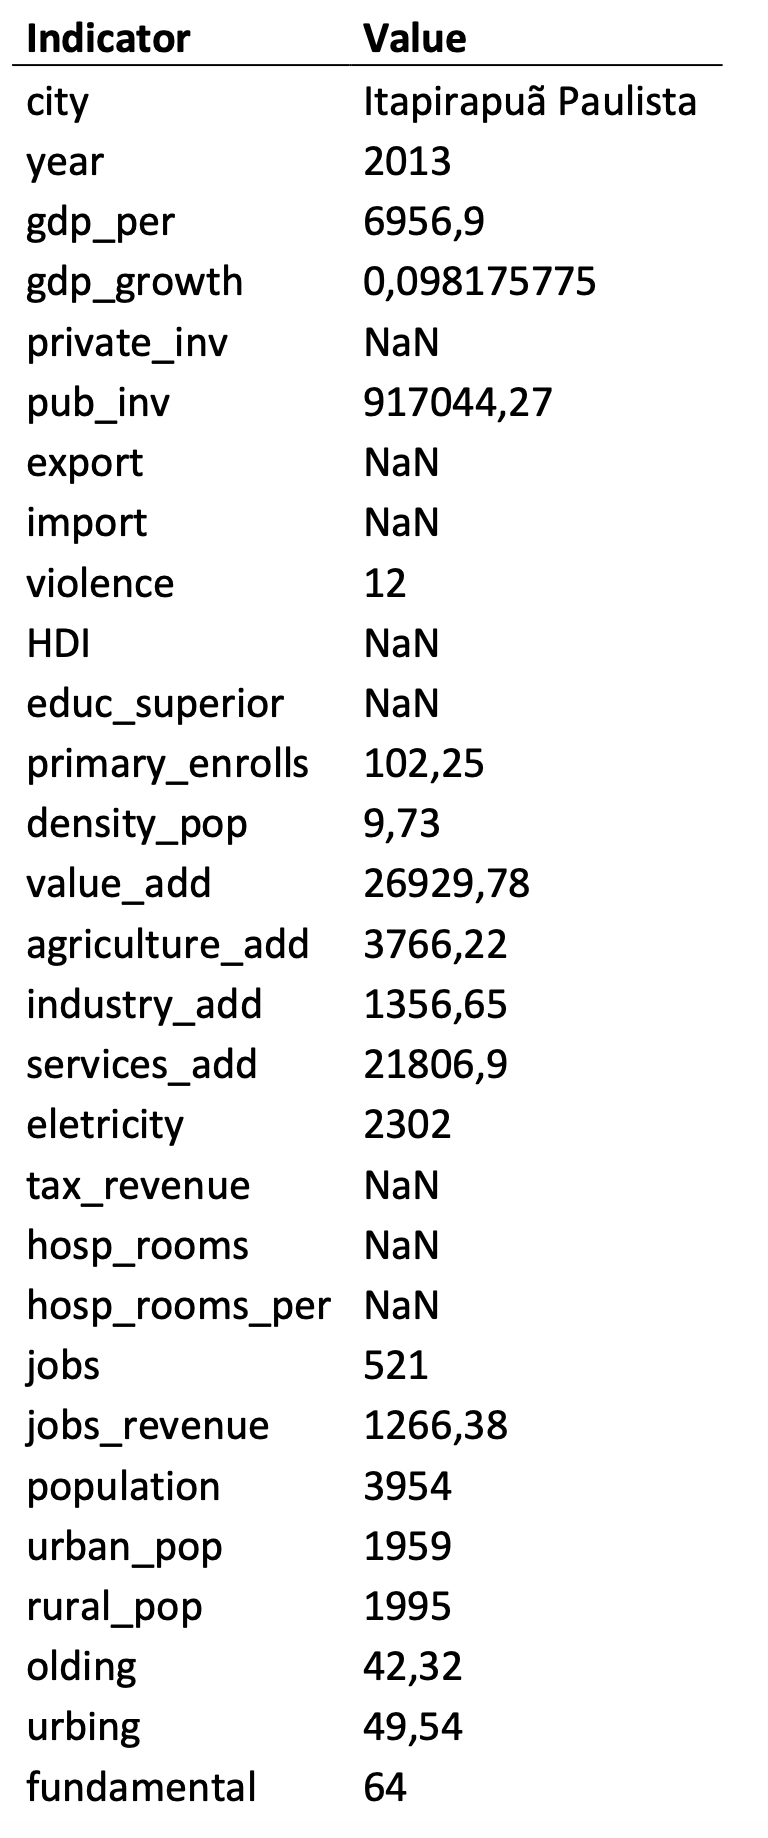 Indicator Value
city Itapirapuã Paulista
year 2013
gdp_per 6956,9
gdp_growth 0,098175775
private_inv NaN
pub_inv 917044,27
export NaN
import NaN
violence 12
HDI NaN
educ_superior NaN
primary_enrolls 102,25
density_pop 9,73
value_add 26929,78
agriculture_add 3766,22
industry_add 1356,65
services_add 21806,9
eletricity 2302
tax_revenue NaN
hosp_rooms NaN
hosp_rooms_per NaN
jobs 521
jobs_revenue 1266,38
population 3954
urban_pop 1959
rural_pop 1995
olding 42,32
urbing 49,54
fundamental 64